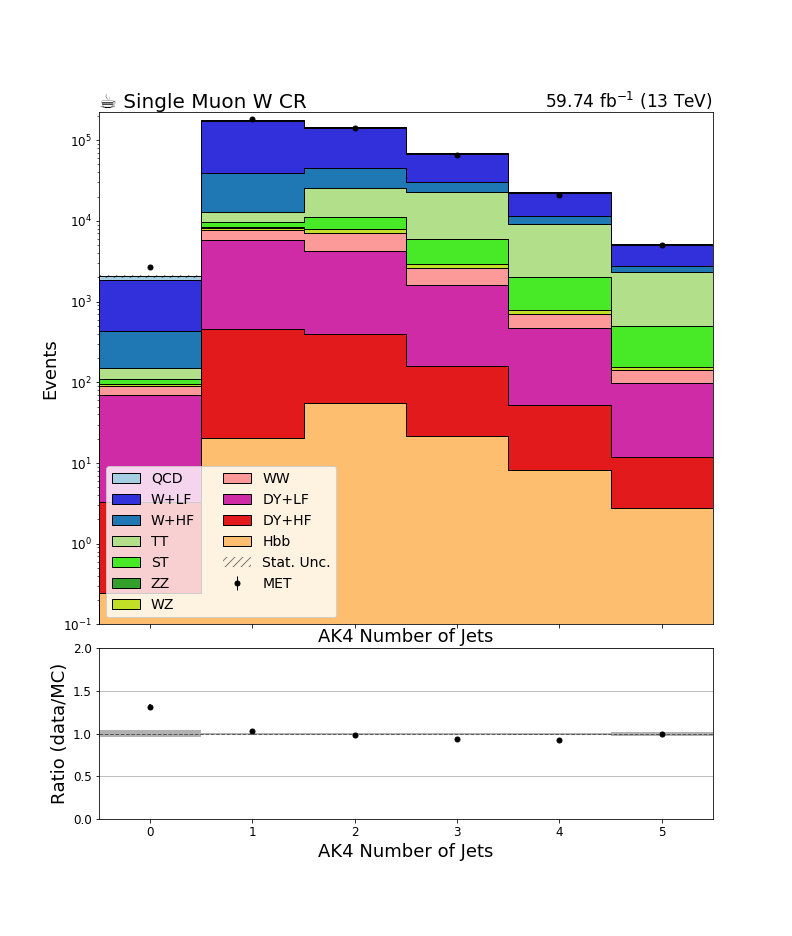 ☕ Single Muon W CR
59.74 fb⁻¹ (13 TeV)
Events
10⁵
10⁴
10³
10²
10¹
10⁰
10⁻¹
QCD
W+LF
W+HF
TT
ST
ZZ
WZ
WW
DY+LF
DY+HF
Hbb
Stat. Unc.
MET
AK4 Number of Jets
Ratio (data/MC)
2.0
1.5
1.0
0.5
0.0
0 1 2 3 4 5
AK4 Number of Jets